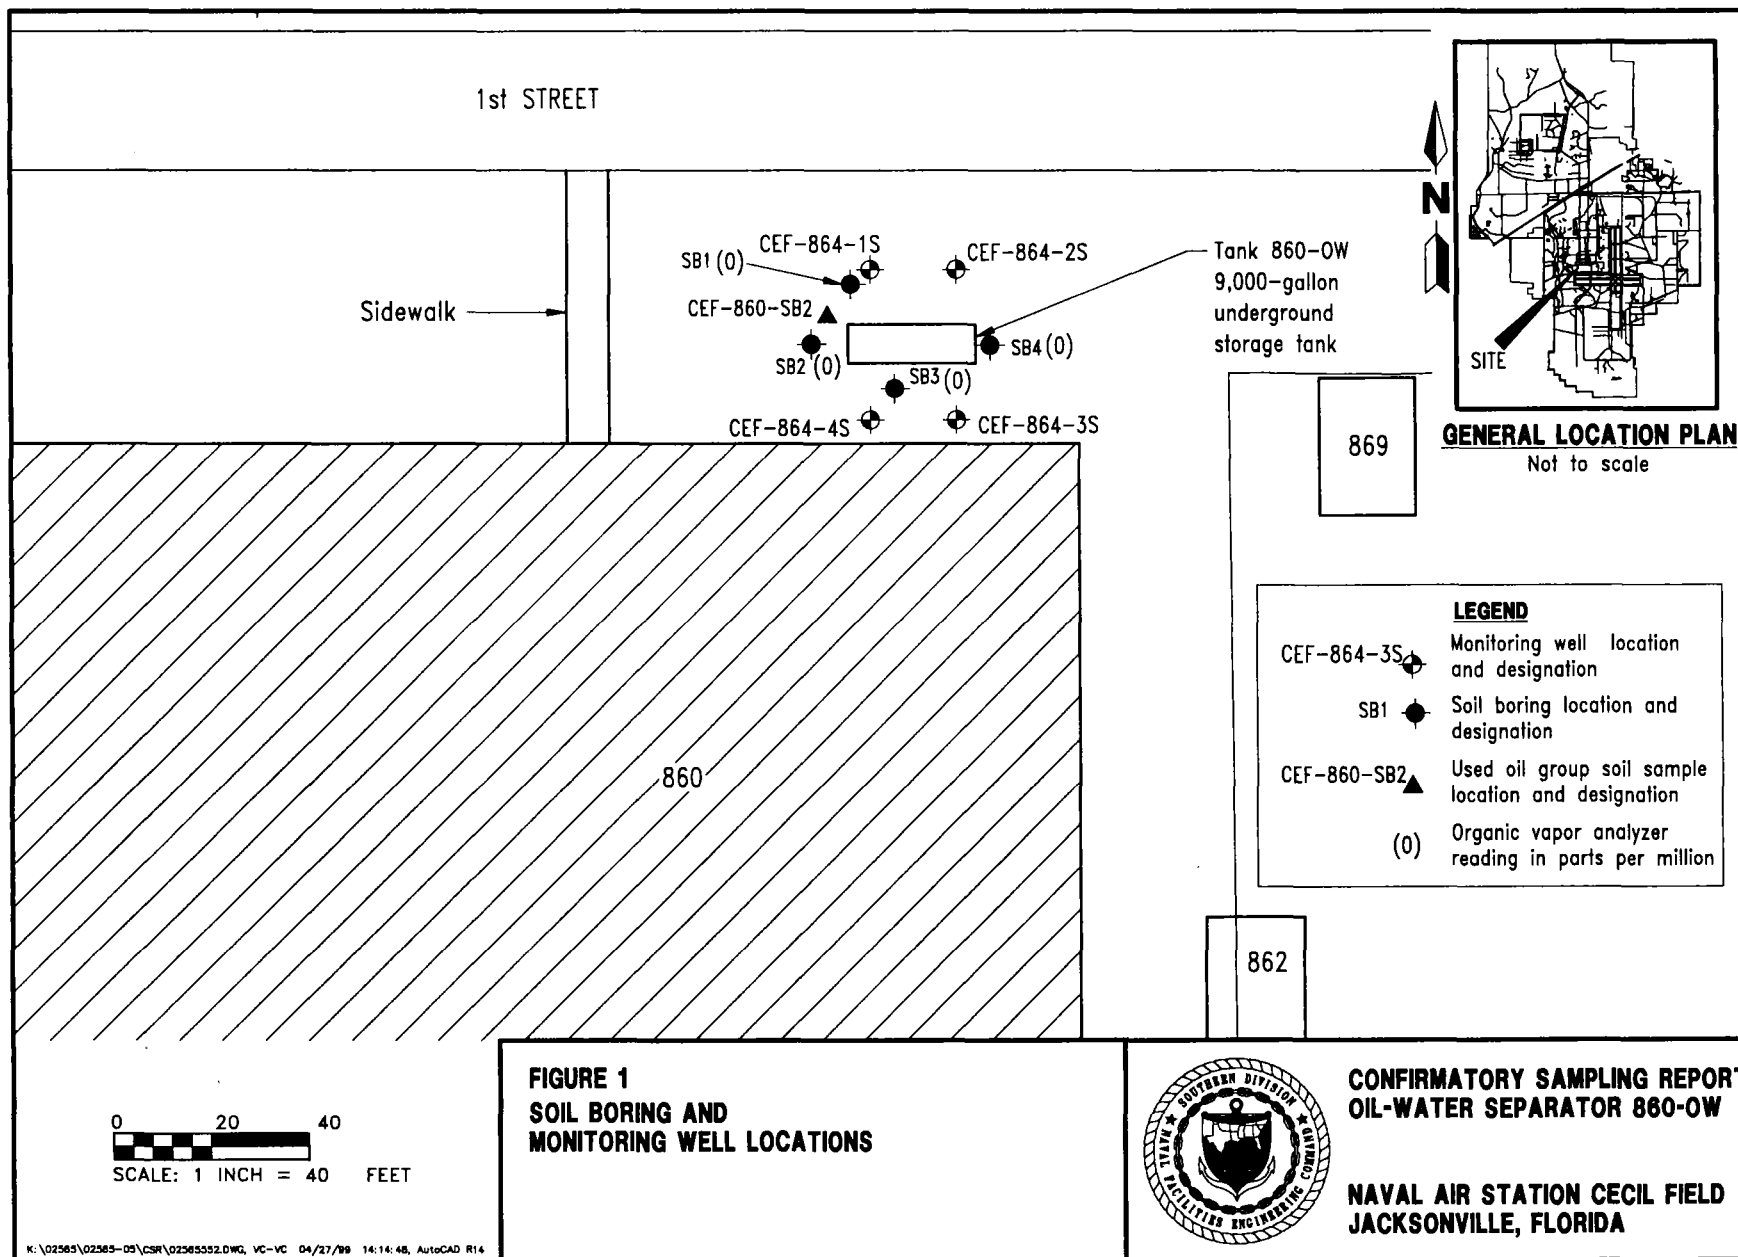 1st STREET
Sidewalk
CEF-864-1S
CEF-864-2S
SB1 (0)
CEF-860-SB2
SB2 (0)
SB3 (0)
SB4 (0)
CEF-864-4S
CEF-864-3S
Tank 860-OW
9,000-gallon
underground
storage tank
N
SITE
GENERAL LOCATION PLAN
Not to scale
869
860
862
LEGEND
CEF-864-3S
Monitoring well location
and designation
SB1
Soil boring location and
designation
CEF-860-SB2
Used oil group soil sample
location and designation
(0)
Organic vapor analyzer
reading in parts per million
0 20 40
SCALE: 1 INCH = 40 FEET
K:\02565\02565-05\CSR\02565552.DWG, VC-VC 04/27/99 14:14:48, AutoCAD R14
FIGURE 1
SOIL BORING AND
MONITORING WELL LOCATIONS
SOUTHERN DIVISION
NAVAL FACILITIES ENGINEERING COMMAND
CONFIRMATORY SAMPLING REPORT
OIL-WATER SEPARATOR 860-OW
NAVAL AIR STATION CECIL FIELD
JACKSONVILLE, FLORIDA